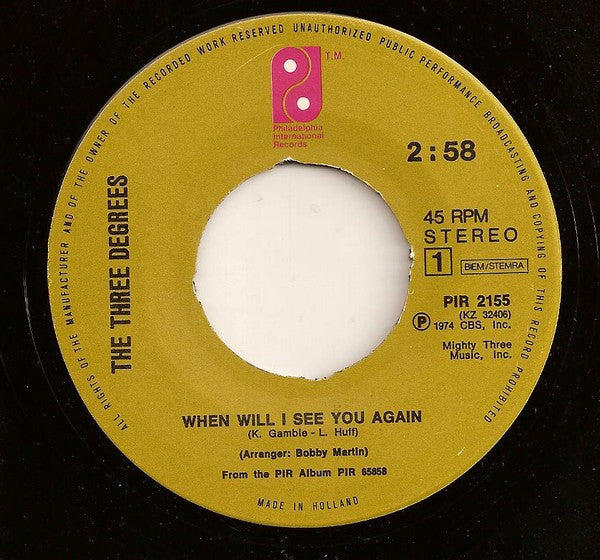 ALL RIGHTS OF THE MANUFACTURER AND OF THE OWNER OF THE RECORDED WORK RESERVED UNAUTHORIZED PUBLIC PERFORMANCE BROADCASTING AND COPYING OF THIS RECORD PROHIBITED
T.M.
Philadelphia
International
Records
2:58
THE THREE DEGREES
45 RPM
STEREO
1 BIEM/STEMRA
PIR 2155
(KZ 32406)
Ⓟ 1974 CBS, Inc.
Mighty Three
Music, Inc.
WHEN WILL I SEE YOU AGAIN
(K. Gamble - L. Huff)
(Arranger: Bobby Martin)
From the PIR Album PIR 65858
MADE IN HOLLAND